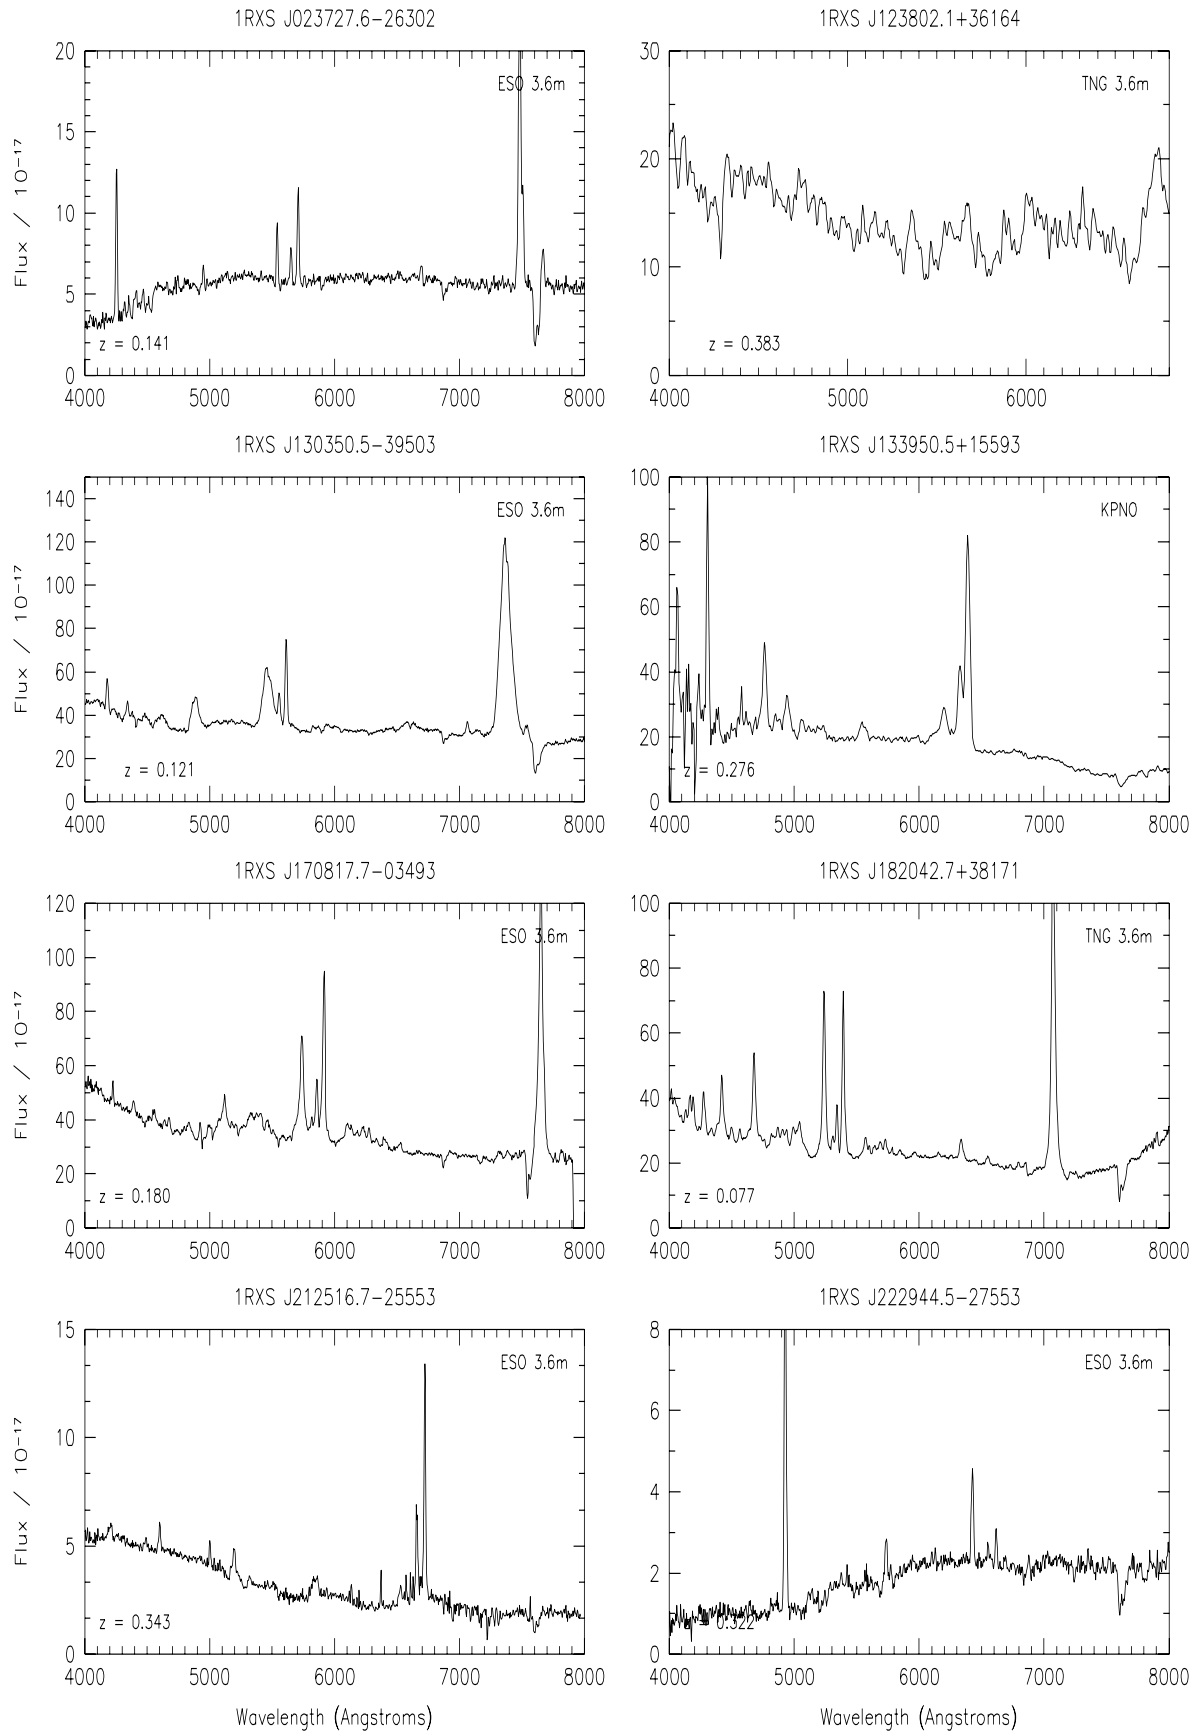 1RXS J023727.6−26302
1RXS J123802.1+36164
20
15
10
5
0
Flux / 10⁻¹⁷
ESO 3.6m
z = 0.141
4000 5000 6000 7000 8000
30
20
10
0
TNG 3.6m
z = 0.383
4000 5000 6000
1RXS J130350.5−39503
1RXS J133950.5+15593
140
120
100
80
60
40
20
0
Flux / 10⁻¹⁷
ESO 3.6m
z = 0.121
4000 5000 6000 7000 8000
100
80
60
40
20
0
KPNO
z = 0.276
4000 5000 6000 7000 8000
1RXS J170817.7−03493
1RXS J182042.7+38171
120
100
80
60
40
20
0
Flux / 10⁻¹⁷
ESO 3.6m
z = 0.180
4000 5000 6000 7000 8000
100
80
60
40
20
0
TNG 3.6m
z = 0.077
4000 5000 6000 7000 8000
1RXS J212516.7−25553
1RXS J222944.5−27553
15
10
5
0
Flux / 10⁻¹⁷
ESO 3.6m
z = 0.343
4000 5000 6000 7000 8000
Wavelength (Angstroms)
8
6
4
2
0
ESO 3.6m
z = 0.322
4000 5000 6000 7000 8000
Wavelength (Angstroms)